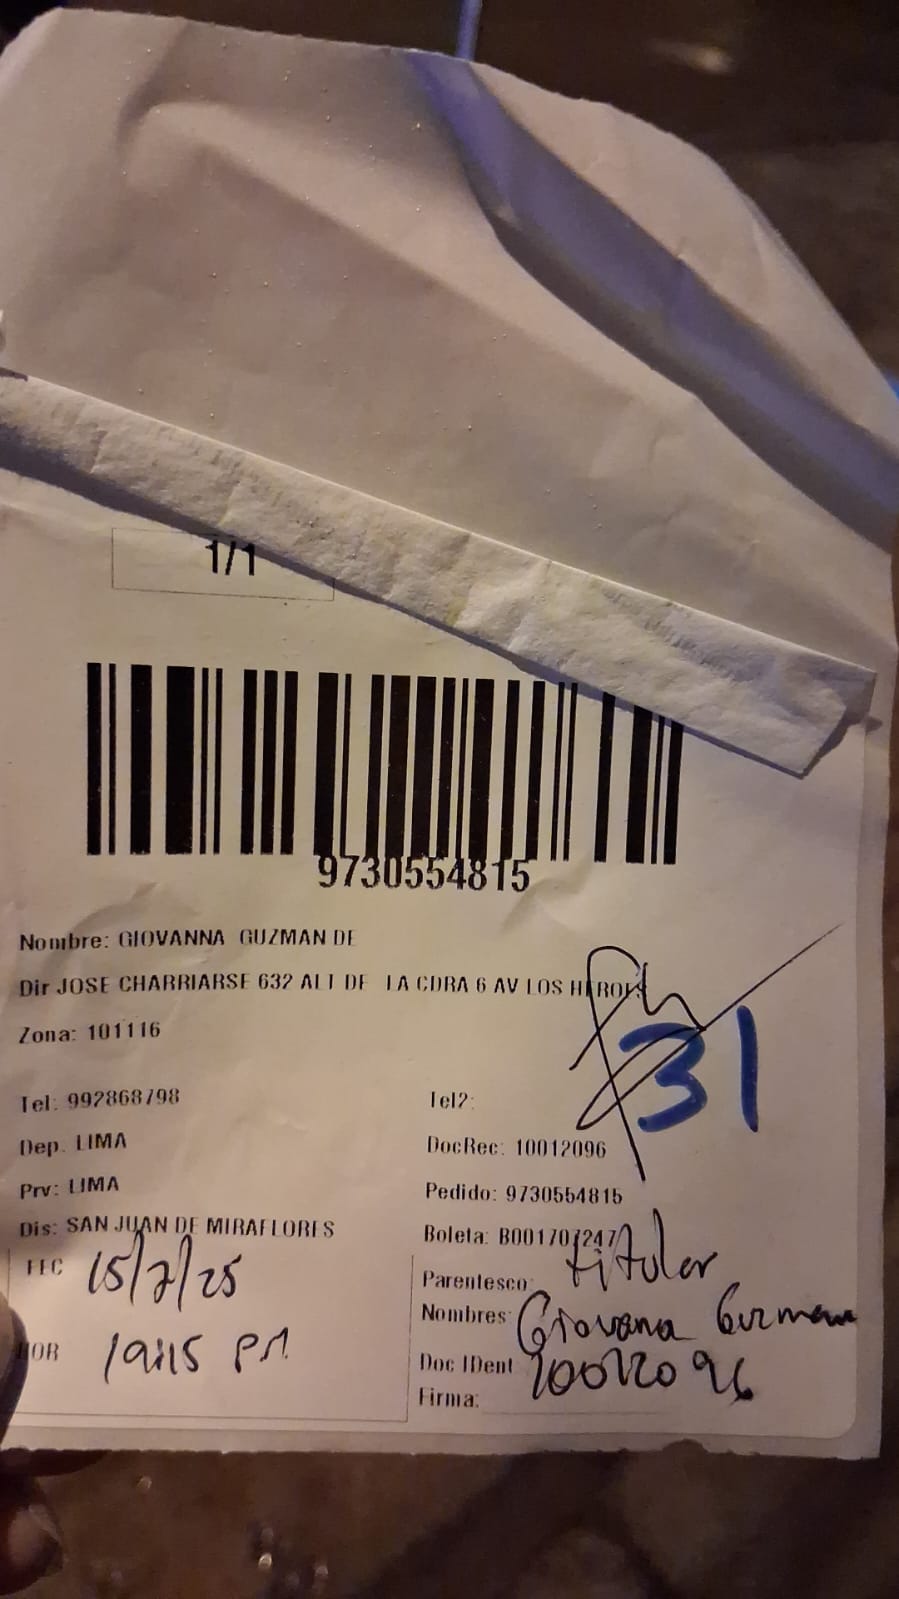 1/1
9730554815
Nombre: GIOVANNA GUZMAN DE
Dir JOSE CHARRIARSE 632 ALT DE LA CDRA 6 AV LOS HEROES
Zona: 101116
31
Tel: 992868798
Tel2:
Dep. LIMA
DocRec: 10012096
Prv: LIMA
Pedido: 9730554815
Dis: SAN JUAN DE MIRAFLORES
Boleta: B001707247
FEC 15/7/25
Parentesco: titular
Nombres: Giovana Guzman
HOR 19:15 PM
Doc IDent 10012096
Firma: